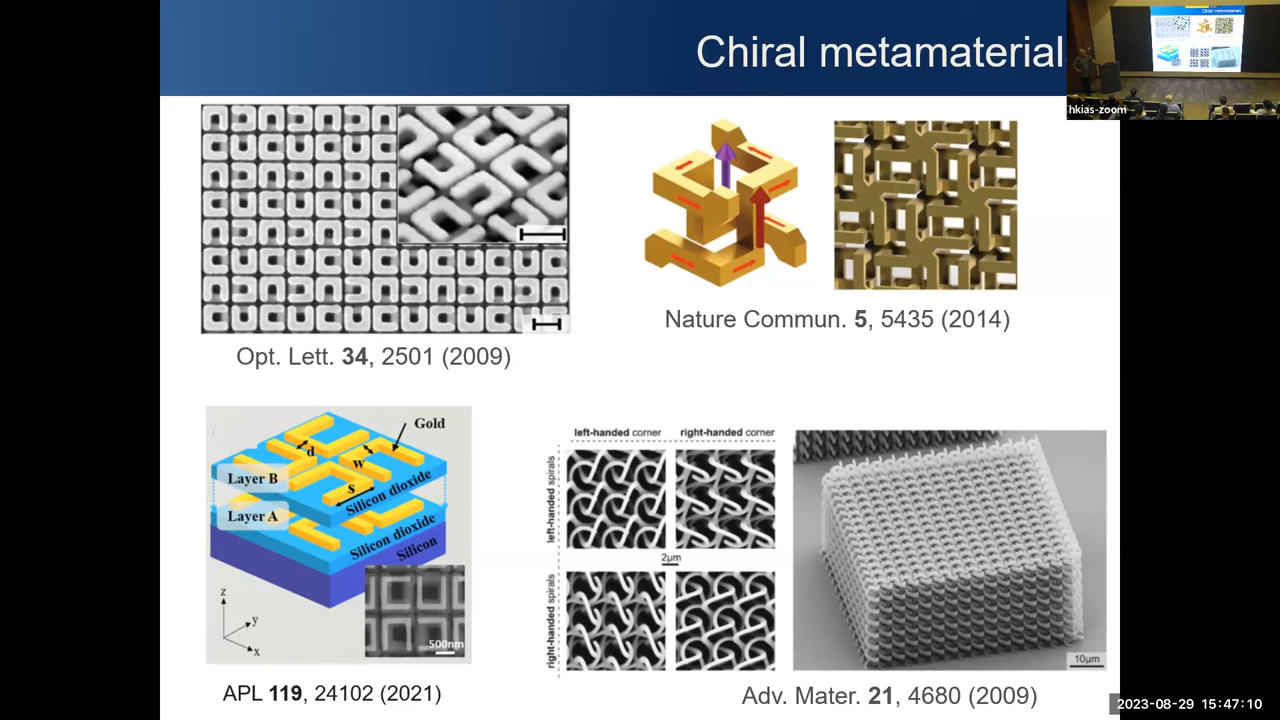 Chiral metamaterial
hkias-zoom
Opt. Lett. 34, 2501 (2009)
Nature Commun. 5, 5435 (2014)
Gold
d
w
s
Layer B
Silicon dioxide
Layer A
Silicon dioxide
Silicon
z
y
x
500nm
APL 119, 24102 (2021)
left-handed corner
right-handed corner
left-handed spirals
2µm
right-handed spirals
10µm
Adv. Mater. 21, 4680 (2009)
2023-08-29 15:47:10